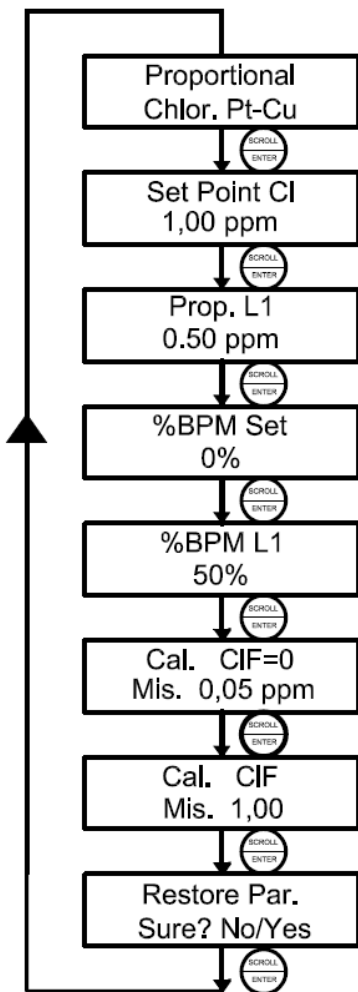 Proportional
Chlor. Pt-Cu
SCROLL
ENTER
Set Point Cl
1,00 ppm
SCROLL
ENTER
Prop. L1
0.50 ppm
SCROLL
ENTER
%BPM Set
0%
SCROLL
ENTER
%BPM L1
50%
SCROLL
ENTER
Cal. ClF=0
Mis. 0,05 ppm
SCROLL
ENTER
Cal. ClF
Mis. 1,00
SCROLL
ENTER
Restore Par.
Sure? No/Yes
SCROLL
ENTER